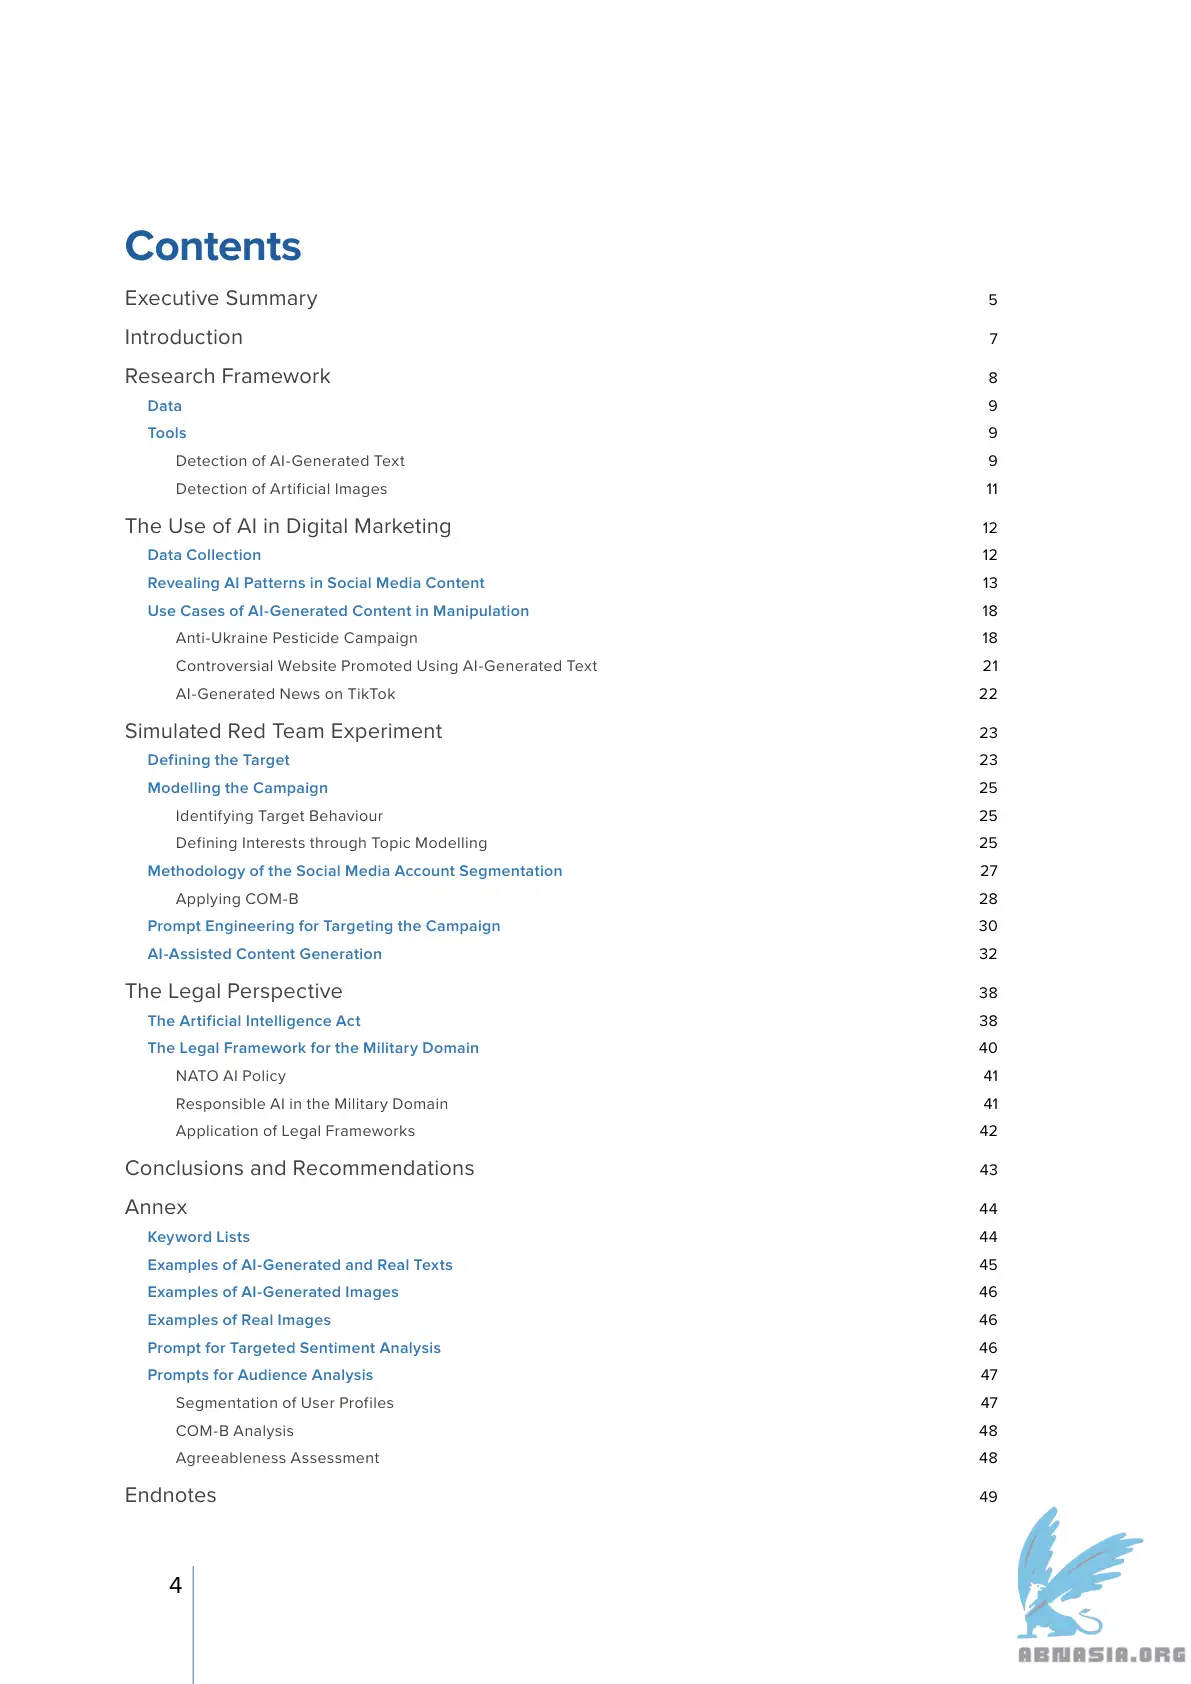 Contents
Executive Summary 5
Introduction 7
Research Framework 8
Data 9
Tools 9
Detection of AI-Generated Text 9
Detection of Artificial Images 11
The Use of AI in Digital Marketing 12
Data Collection 12
Revealing AI Patterns in Social Media Content 13
Use Cases of AI-Generated Content in Manipulation 18
Anti-Ukraine Pesticide Campaign 18
Controversial Website Promoted Using AI-Generated Text 21
AI-Generated News on TikTok 22
Simulated Red Team Experiment 23
Defining the Target 23
Modelling the Campaign 25
Identifying Target Behaviour 25
Defining Interests through Topic Modelling 25
Methodology of the Social Media Account Segmentation 27
Applying COM-B 28
Prompt Engineering for Targeting the Campaign 30
AI-Assisted Content Generation 32
The Legal Perspective 38
The Artificial Intelligence Act 38
The Legal Framework for the Military Domain 40
NATO AI Policy 41
Responsible AI in the Military Domain 41
Application of Legal Frameworks 42
Conclusions and Recommendations 43
Annex 44
Keyword Lists 44
Examples of AI-Generated and Real Texts 45
Examples of AI-Generated Images 46
Examples of Real Images 46
Prompt for Targeted Sentiment Analysis 46
Prompts for Audience Analysis 47
Segmentation of User Profiles 47
COM-B Analysis 48
Agreeableness Assessment 48
Endnotes 49
4
ABNASIA.ORG